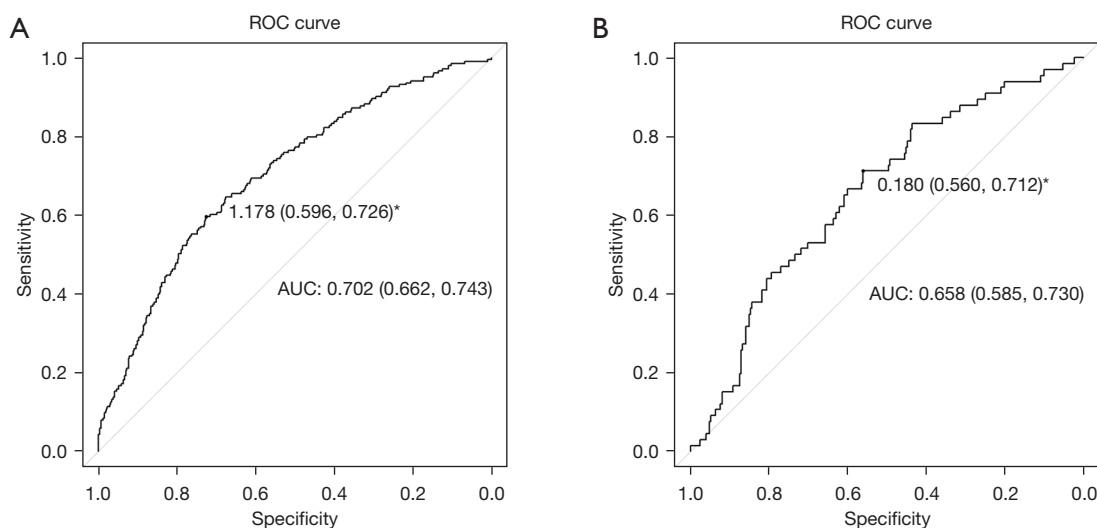 A
ROC curve
1.0
0.8
0.6
0.4
0.2
0.0
Sensitivity
1.178 (0.596, 0.726)*
AUC: 0.702 (0.662, 0.743)
1.0 0.8 0.6 0.4 0.2 0.0
Specificity
B
ROC curve
1.0
0.8
0.6
0.4
0.2
0.0
Sensitivity
0.180 (0.560, 0.712)*
AUC: 0.658 (0.585, 0.730)
1.0 0.8 0.6 0.4 0.2 0.0
Specificity